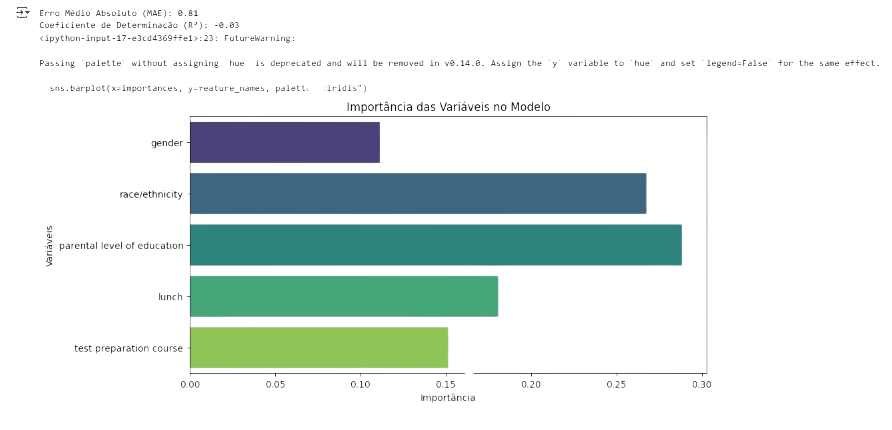 Erro Médio Absoluto (MAE): 0.81
Coeficiente de Determinação (R²): -0.03
<ipython-input-17-e3cd4369ffe1>:23: FutureWarning:
Passing `palette` without assigning `hue` is deprecated and will be removed in v0.14.0. Assign the `y` variable to `hue` and set `legend=False` for the same effect.
sns.barplot(x=importances, y=feature_names,
Importância das Variáveis no Modelo
Variáveis
gender
race/ethnicity
parental level of education
lunch
test preparation course
0.00 0.05 0.10 0.15 0.20 0.25 0.30
Importância